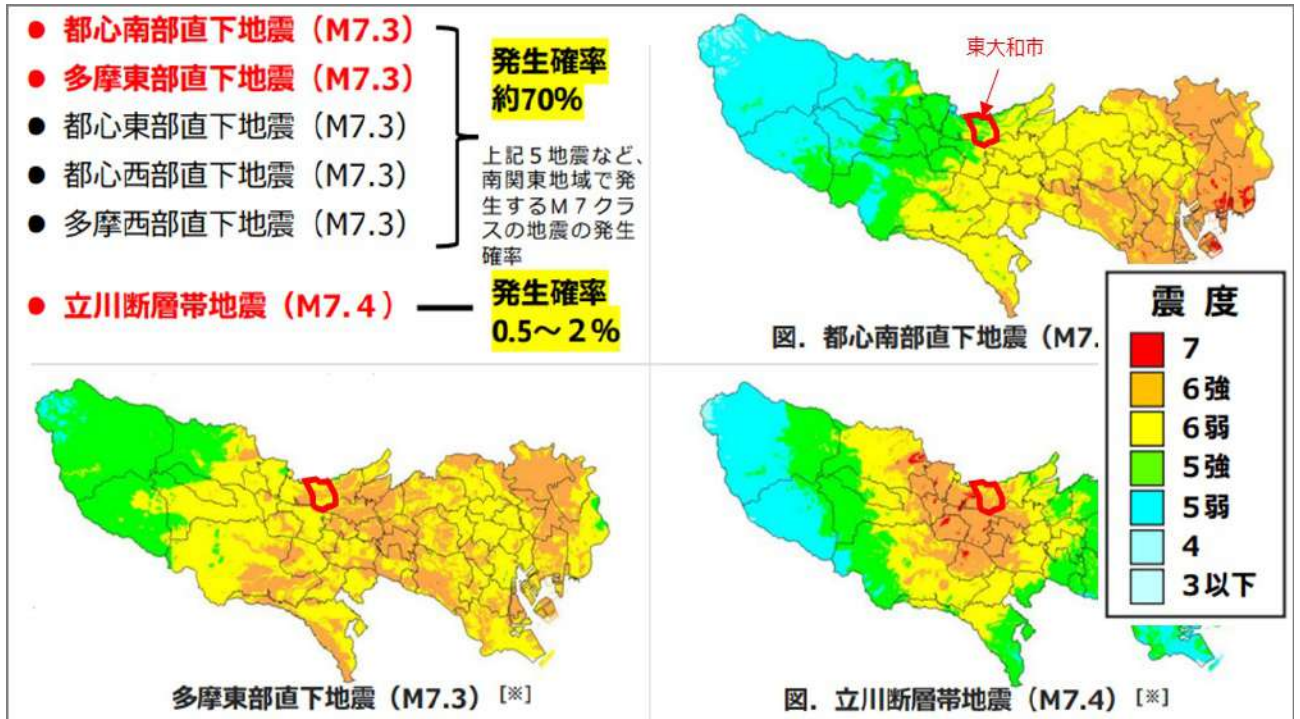 ● 都心南部直下地震（M7.3）
● 多摩東部直下地震（M7.3）
● 都心東部直下地震（M7.3）
● 都心西部直下地震（M7.3）
● 多摩西部直下地震（M7.3）
発生確率
約70%
上記５地震など、
南関東地域で発
生するＭ７クラ
スの地震の発生
確率
● 立川断層帯地震（M7.４）
発生確率
0.5～２％
東大和市
図．都心南部直下地震（M7.
震 度
7
6強
6弱
5強
5弱
4
3以下
多摩東部直下地震（M7.3）[※]
図．立川断層帯地震（M7.4）[※]